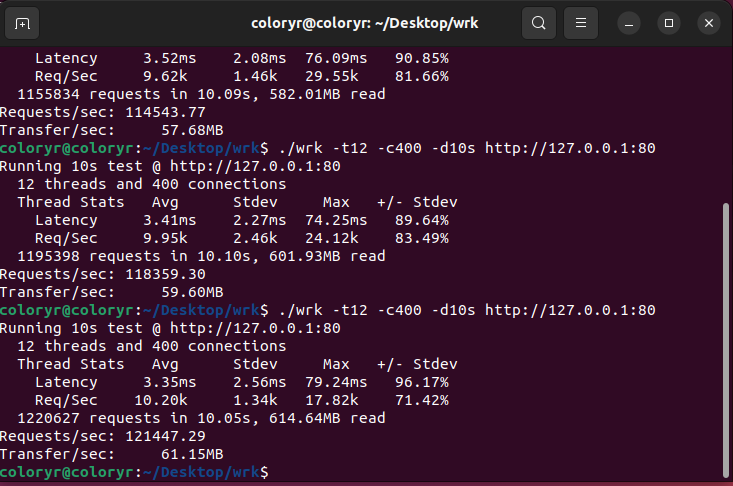 coloryr@coloryr: ~/Desktop/wrk
    Latency     3.52ms    2.08ms  76.09ms   90.85%
    Req/Sec     9.62k     1.46k   29.55k    81.66%
  1155834 requests in 10.09s, 582.01MB read
Requests/sec: 114543.77
Transfer/sec:     57.68MB
coloryr@coloryr:~/Desktop/wrk$ ./wrk -t12 -c400 -d10s http://127.0.0.1:80
Running 10s test @ http://127.0.0.1:80
  12 threads and 400 connections
  Thread Stats   Avg      Stdev     Max   +/- Stdev
    Latency     3.41ms    2.27ms  74.25ms   89.64%
    Req/Sec     9.95k     2.46k   24.12k    83.49%
  1195398 requests in 10.10s, 601.93MB read
Requests/sec: 118359.30
Transfer/sec:     59.60MB
coloryr@coloryr:~/Desktop/wrk$ ./wrk -t12 -c400 -d10s http://127.0.0.1:80
Running 10s test @ http://127.0.0.1:80
  12 threads and 400 connections
  Thread Stats   Avg      Stdev     Max   +/- Stdev
    Latency     3.35ms    2.56ms  79.24ms   96.17%
    Req/Sec    10.20k     1.34k   17.82k    71.42%
  1220627 requests in 10.05s, 614.64MB read
Requests/sec: 121447.29
Transfer/sec:     61.15MB
coloryr@coloryr:~/Desktop/wrk$